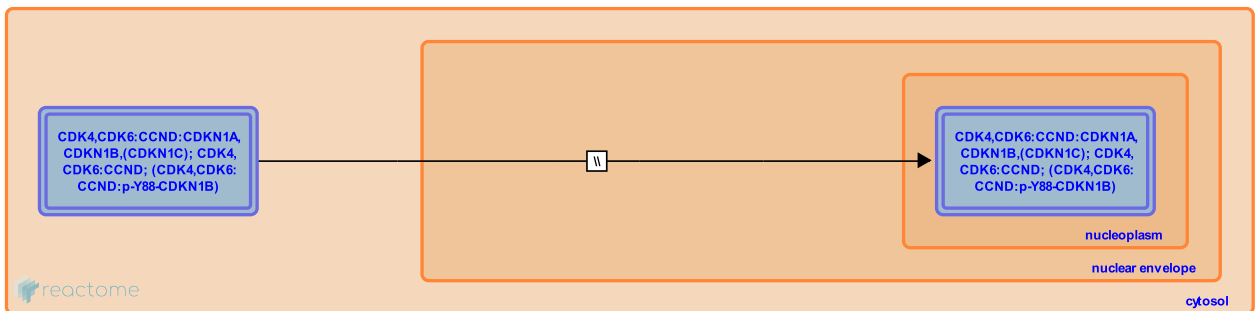 CDK4,CDK6:CCND:CDKN1A,
CDKN1B,(CDKN1C); CDK4,
CDK6:CCND; (CDK4,CDK6:
CCND:p-Y88-CDKN1B)
\\
CDK4,CDK6:CCND:CDKN1A,
CDKN1B,(CDKN1C); CDK4,
CDK6:CCND; (CDK4,CDK6:
CCND:p-Y88-CDKN1B)
nucleoplasm
nuclear envelope
cytosol
reactome